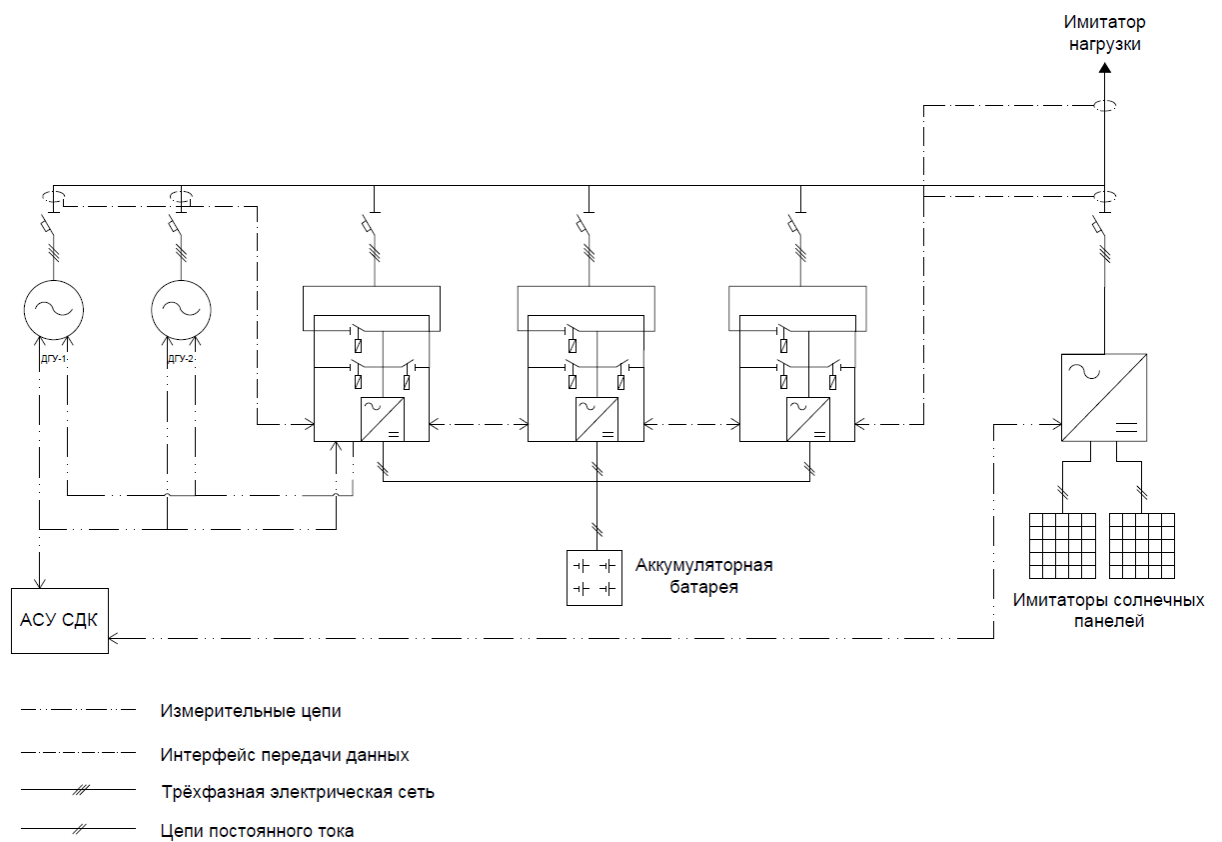 Имитатор
нагрузки
ДГУ-1
ДГУ-2
Аккумуляторная
батарея
АСУ СДК
Имитаторы солнечных
панелей
Измерительные цепи
Интерфейс передачи данных
Трёхфазная электрическая сеть
Цепи постоянного тока